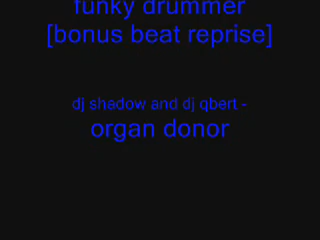 funky drummer
[bonus beat reprise]
dj shadow and dj qbert -
organ donor